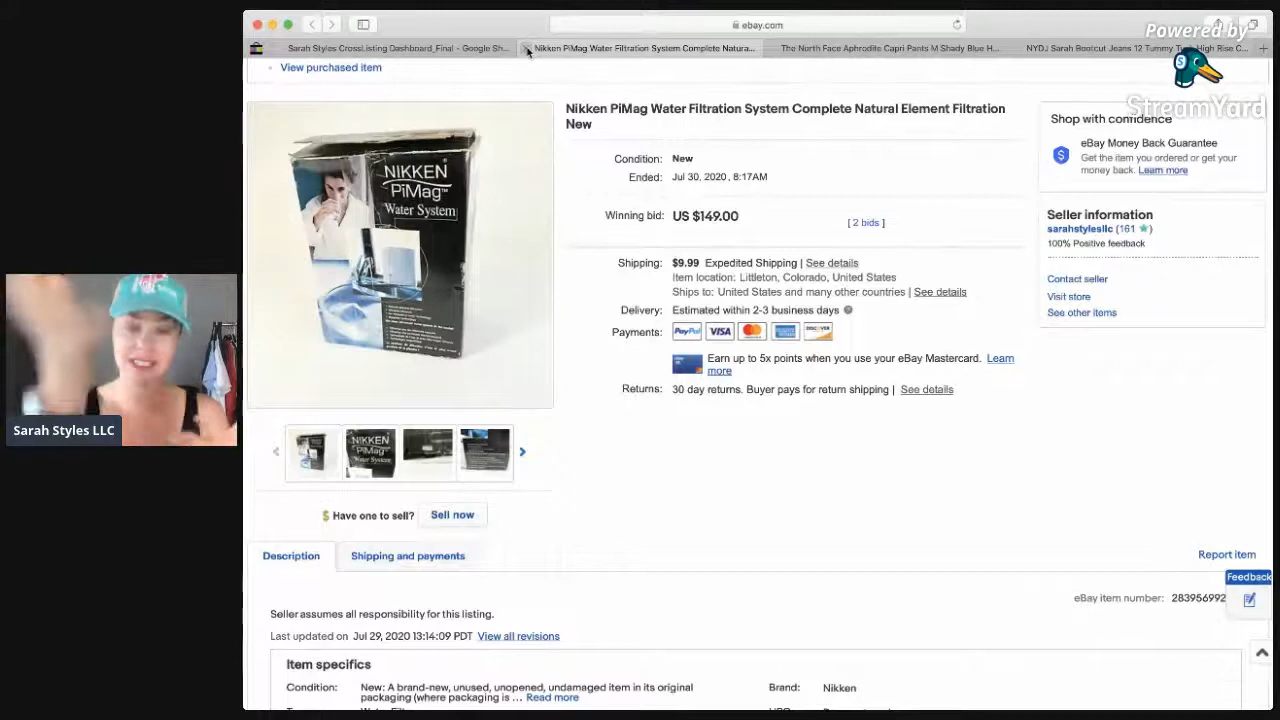 ebay.com
Powered by
StreamYard
Sarah Styles CrossListing Dashboard_Final - Google Sh...
Nikken PiMag Water Filtration System Complete Natura...
The North Face Aphrodite Capri Pants M Shady Blue H...
NYDJ Sarah Bootcut Jeans 12 Tummy Tuck High Rise C...
View purchased item
Nikken PiMag Water Filtration System Complete Natural Element Filtration
New
Condition: New
Ended: Jul 30, 2020 , 8:17AM
Winning bid: US $149.00
[ 2 bids ]
Shipping: $9.99 Expedited Shipping | See details
Item location: Littleton, Colorado, United States
Ships to: United States and many other countries | See details
Delivery: Estimated within 2-3 business days
Payments: PayPal VISA DISCOVER
Earn up to 5x points when you use your eBay Mastercard. Learn
more
Returns: 30 day returns. Buyer pays for return shipping | See details
Shop with confidence
eBay Money Back Guarantee
Get the item you ordered or get your
money back. Learn more
Seller information
sarahstylesllc (161 ★)
100% Positive feedback
Contact seller
Visit store
See other items
NIKKEN
PiMag™
Water System
NIKKEN
PiMag
Water System
Sarah Styles LLC
Have one to sell? Sell now
Description
Shipping and payments
Report item
Feedback
eBay item number: 283956992
Seller assumes all responsibility for this listing.
Last updated on Jul 29, 2020 13:14:09 PDT View all revisions
Item specifics
Condition: New: A brand-new, unused, unopened, undamaged item in its original
packaging (where packaging is ... Read more
Brand: Nikken